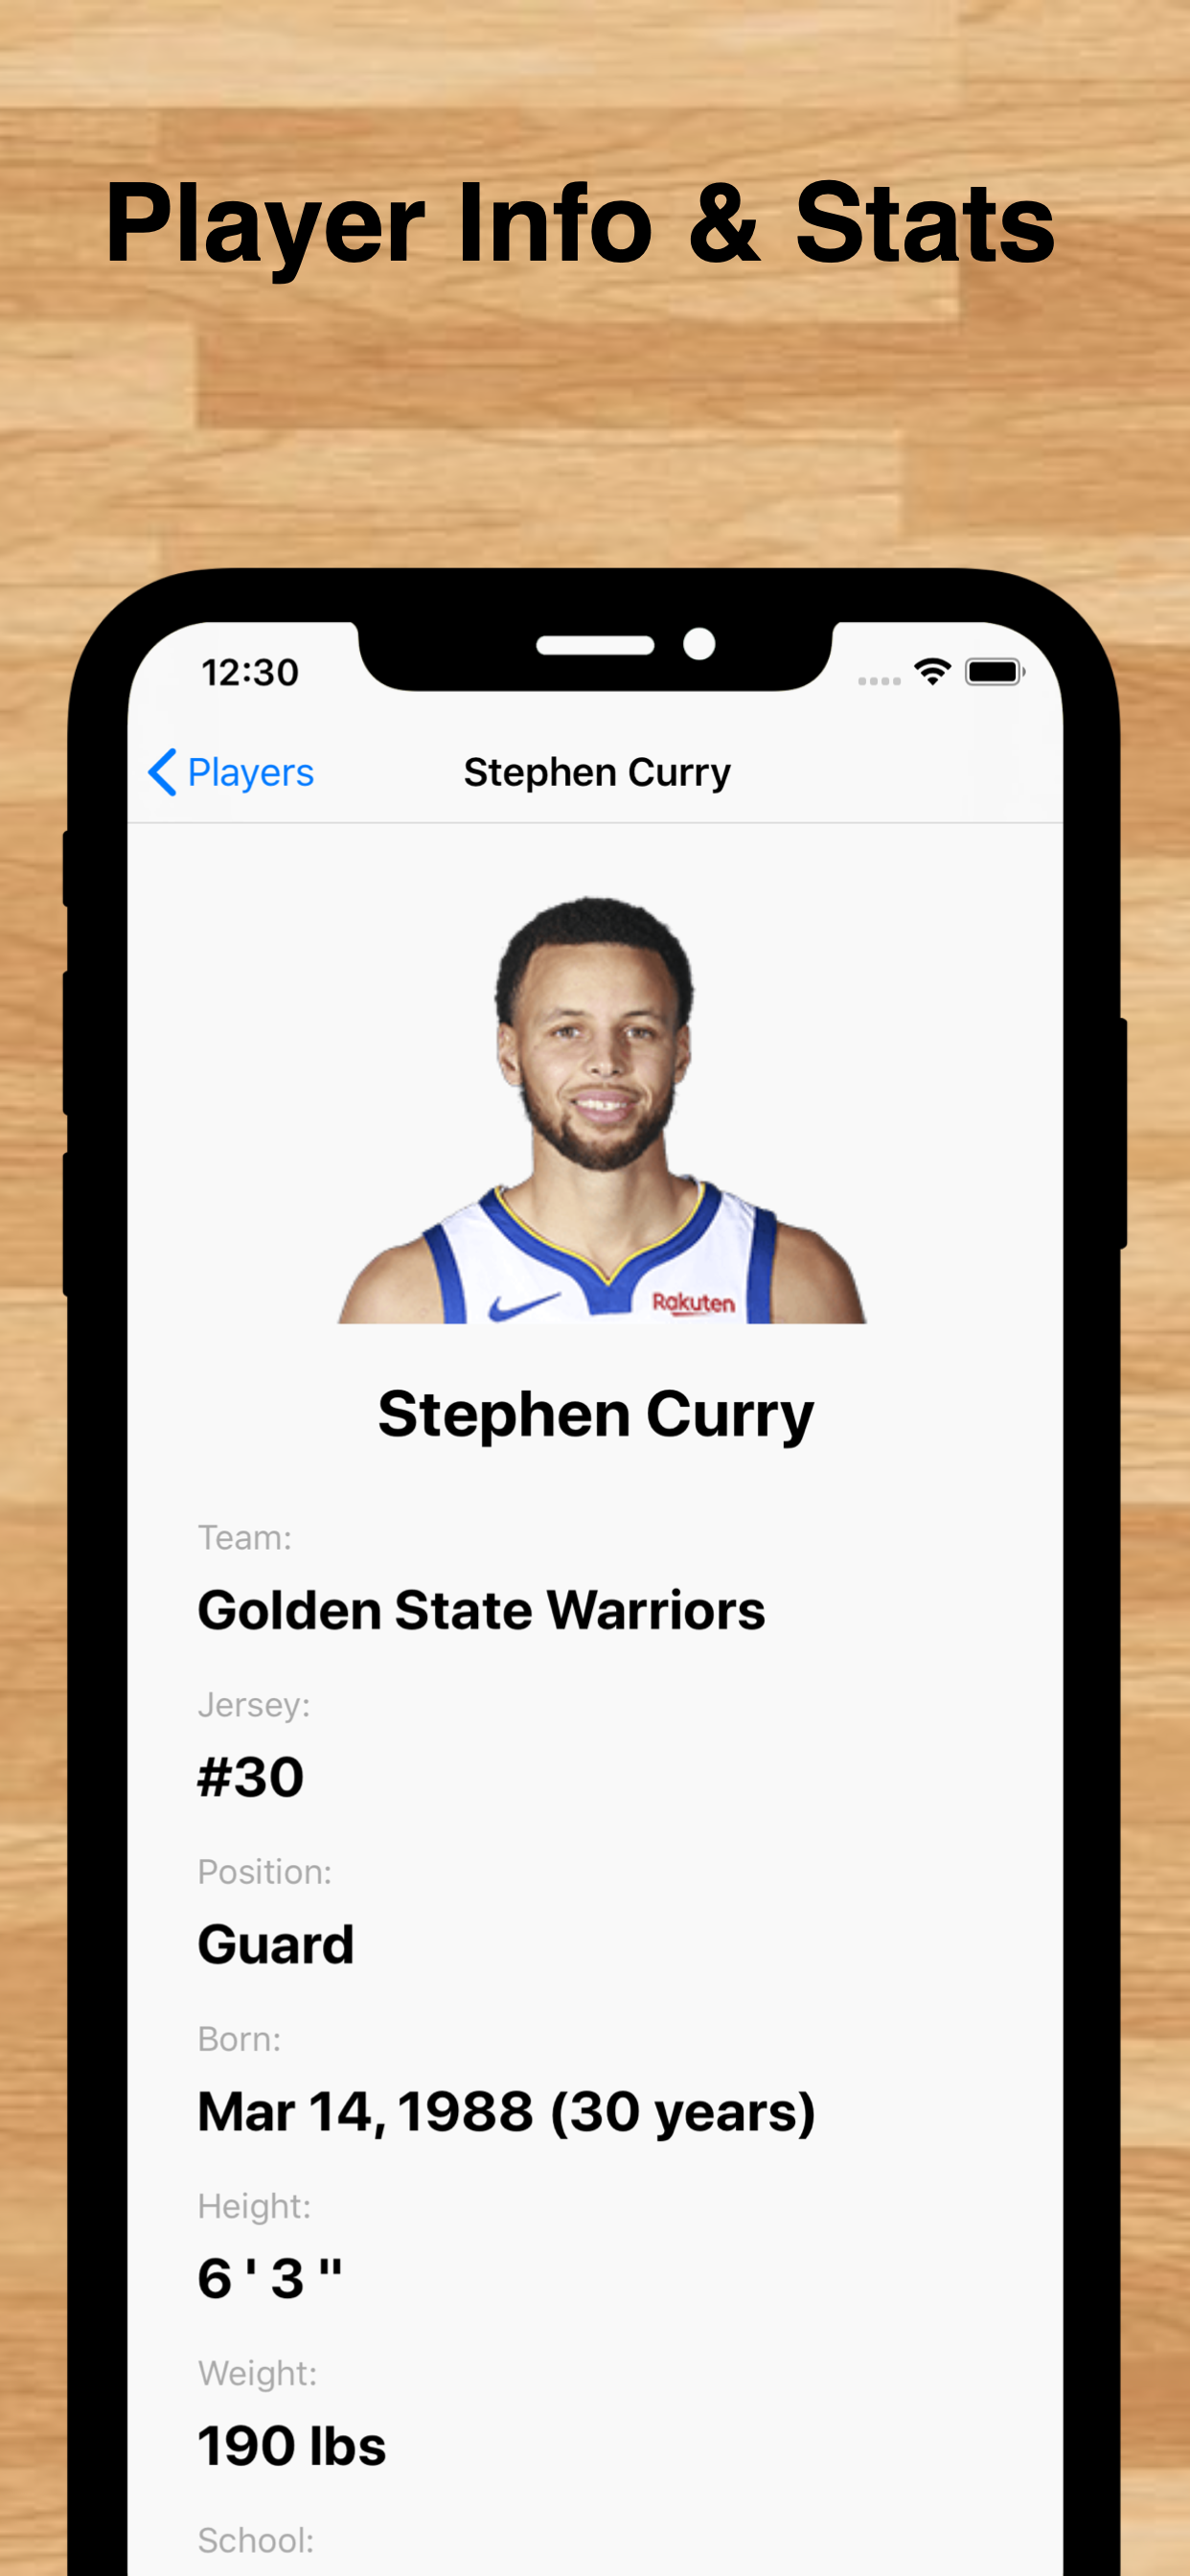 Player Info & Stats
12:30
Players
Stephen Curry
Rakuten
Stephen Curry
Team:
Golden State Warriors
Jersey:
#30
Position:
Guard
Born:
Mar 14, 1988 (30 years)
Height:
6 ' 3 "
Weight:
190 lbs
School: